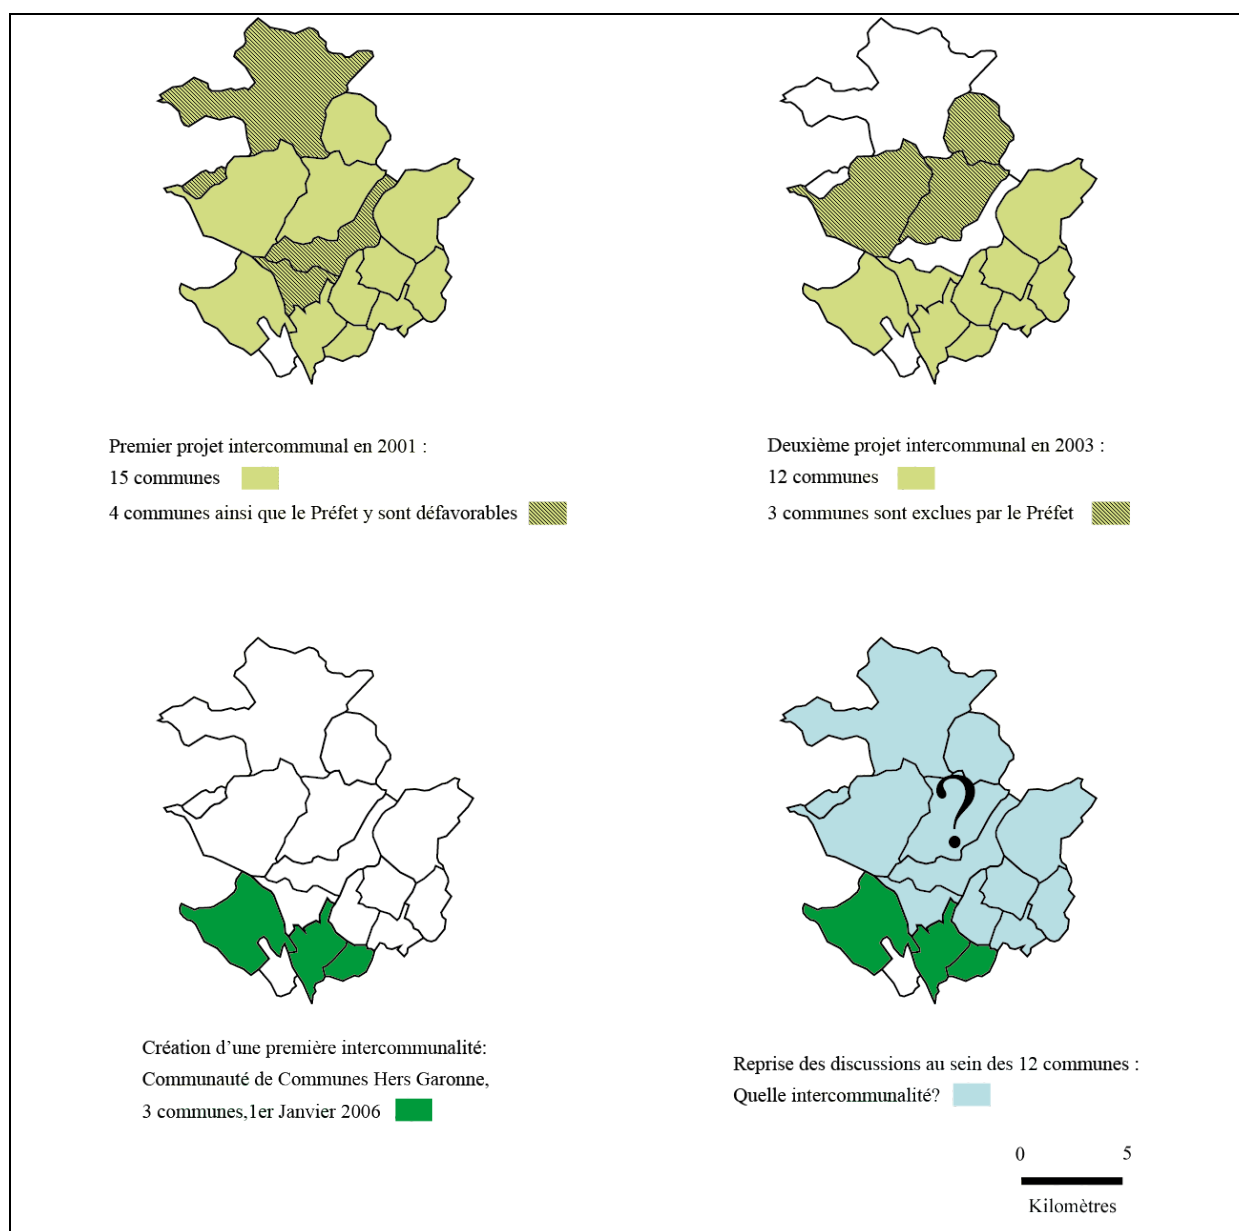 Premier projet intercommunal en 2001 :
15 communes
4 communes ainsi que le Préfet y sont défavorables
Deuxième projet intercommunal en 2003 :
12 communes
3 communes sont exclues par le Préfet
?
Création d’une première intercommunalité:
Communauté de Communes Hers Garonne,
3 communes,1er Janvier 2006
Reprise des discussions au sein des 12 communes :
Quelle intercommunalité?
0 5
Kilomètres